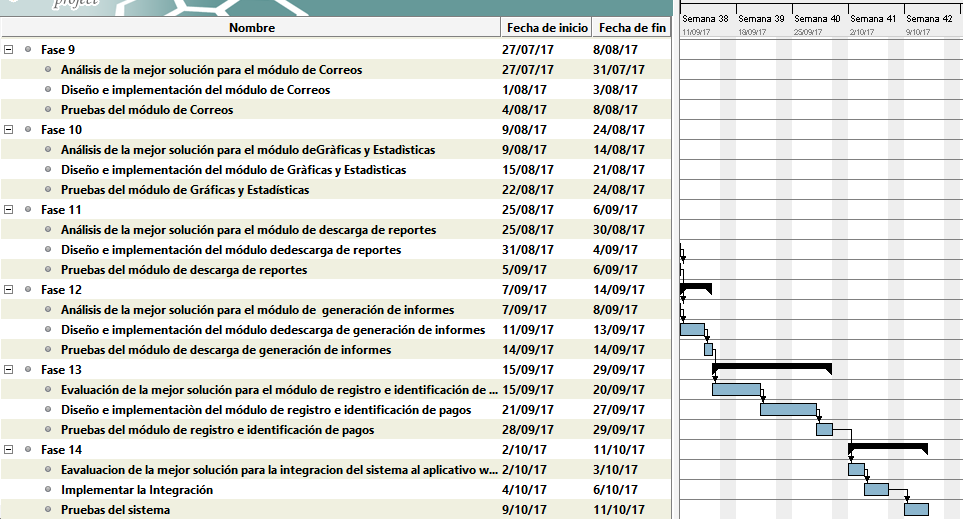 project
Nombre Fecha de inicio Fecha de fin
Semana 38 Semana 39 Semana 40 Semana 41 Semana 42
11/09/17 18/09/17 25/09/17 2/10/17 9/10/17
Fase 9 27/07/17 8/08/17
Análisis de la mejor solución para el módulo de Correos 27/07/17 31/07/17
Diseño e implementación del módulo de Correos 1/08/17 3/08/17
Pruebas del módulo de Correos 4/08/17 8/08/17
Fase 10 9/08/17 24/08/17
Análisis de la mejor solución para el módulo deGràficas y Estadìsticas 9/08/17 14/08/17
Diseño e implementación del módulo de Gràficas y Estadìsticas 15/08/17 21/08/17
Pruebas del módulo de Gráficas y Estadísticas 22/08/17 24/08/17
Fase 11 25/08/17 6/09/17
Análisis de la mejor solución para el módulo de descarga de reportes 25/08/17 30/08/17
Diseño e implementación del módulo dedescarga de reportes 31/08/17 4/09/17
Pruebas del módulo de descarga de reportes 5/09/17 6/09/17
Fase 12 7/09/17 14/09/17
Análisis de la mejor solución para el módulo de generación de informes 7/09/17 8/09/17
Diseño e implementación del módulo dedescarga de generación de informes 11/09/17 13/09/17
Pruebas del módulo de descarga de generación de informes 14/09/17 14/09/17
Fase 13 15/09/17 29/09/17
Evaluación de la mejor solución para el módulo de registro e identificación de ... 15/09/17 20/09/17
Diseño e implementaciòn del módulo de registro e identificación de pagos 21/09/17 27/09/17
Pruebas del módulo de registro e identificación de pagos 28/09/17 29/09/17
Fase 14 2/10/17 11/10/17
Eavaluacion de la mejor solución para la integracion del sistema al aplicativo w... 2/10/17 3/10/17
Implementar la Integración 4/10/17 6/10/17
Pruebas del sistema 9/10/17 11/10/17